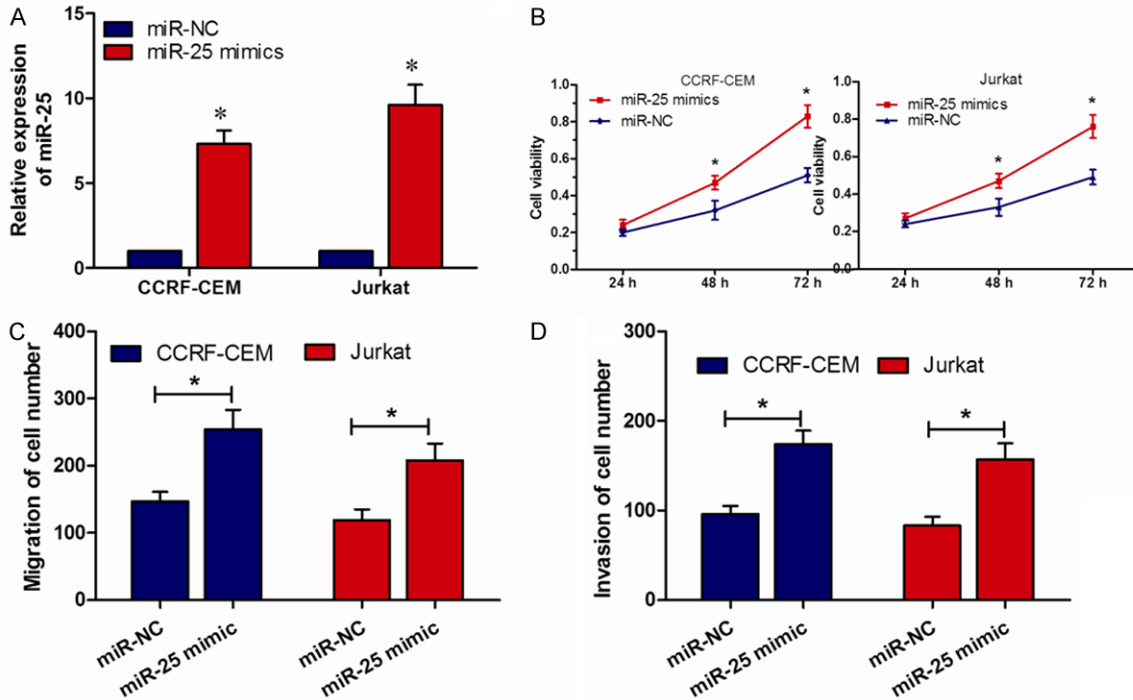 A
Relative expression
of miR-25
15
10
5
0
miR-NC
miR-25 mimics
*
*
CCRF-CEM
Jurkat
B
CCRF-CEM
Cell viability
1.0
0.8
0.6
0.4
0.2
0.0
miR-25 mimics
miR-NC
*
*
24 h
48 h
72 h
Jurkat
Cell viability
1.0
0.8
0.6
0.4
0.2
0.0
miR-25 mimics
miR-NC
*
*
24 h
48 h
72 h
C
Migration of cell number
400
300
200
100
0
CCRF-CEM
Jurkat
*
*
miR-NC
miR-25 mimic
miR-NC
miR-25 mimic
D
Invasion of cell number
300
200
100
0
CCRF-CEM
Jurkat
*
*
miR-NC
miR-25 mimic
miR-NC
miR-25 mimic